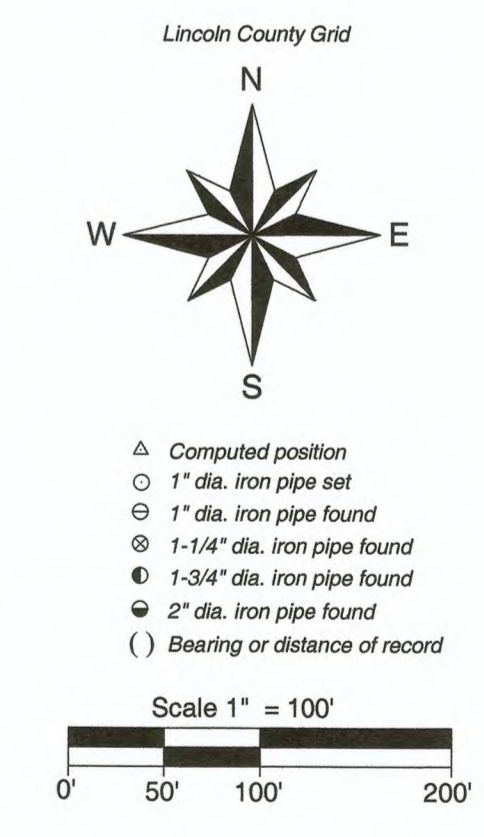 Lincoln County Grid
N
W E
S
Computed position
1" dia. iron pipe set
1" dia. iron pipe found
1-1/4" dia. iron pipe found
1-3/4" dia. iron pipe found
2" dia. iron pipe found
( ) Bearing or distance of record
Scale 1" = 100'
0' 50' 100' 200'